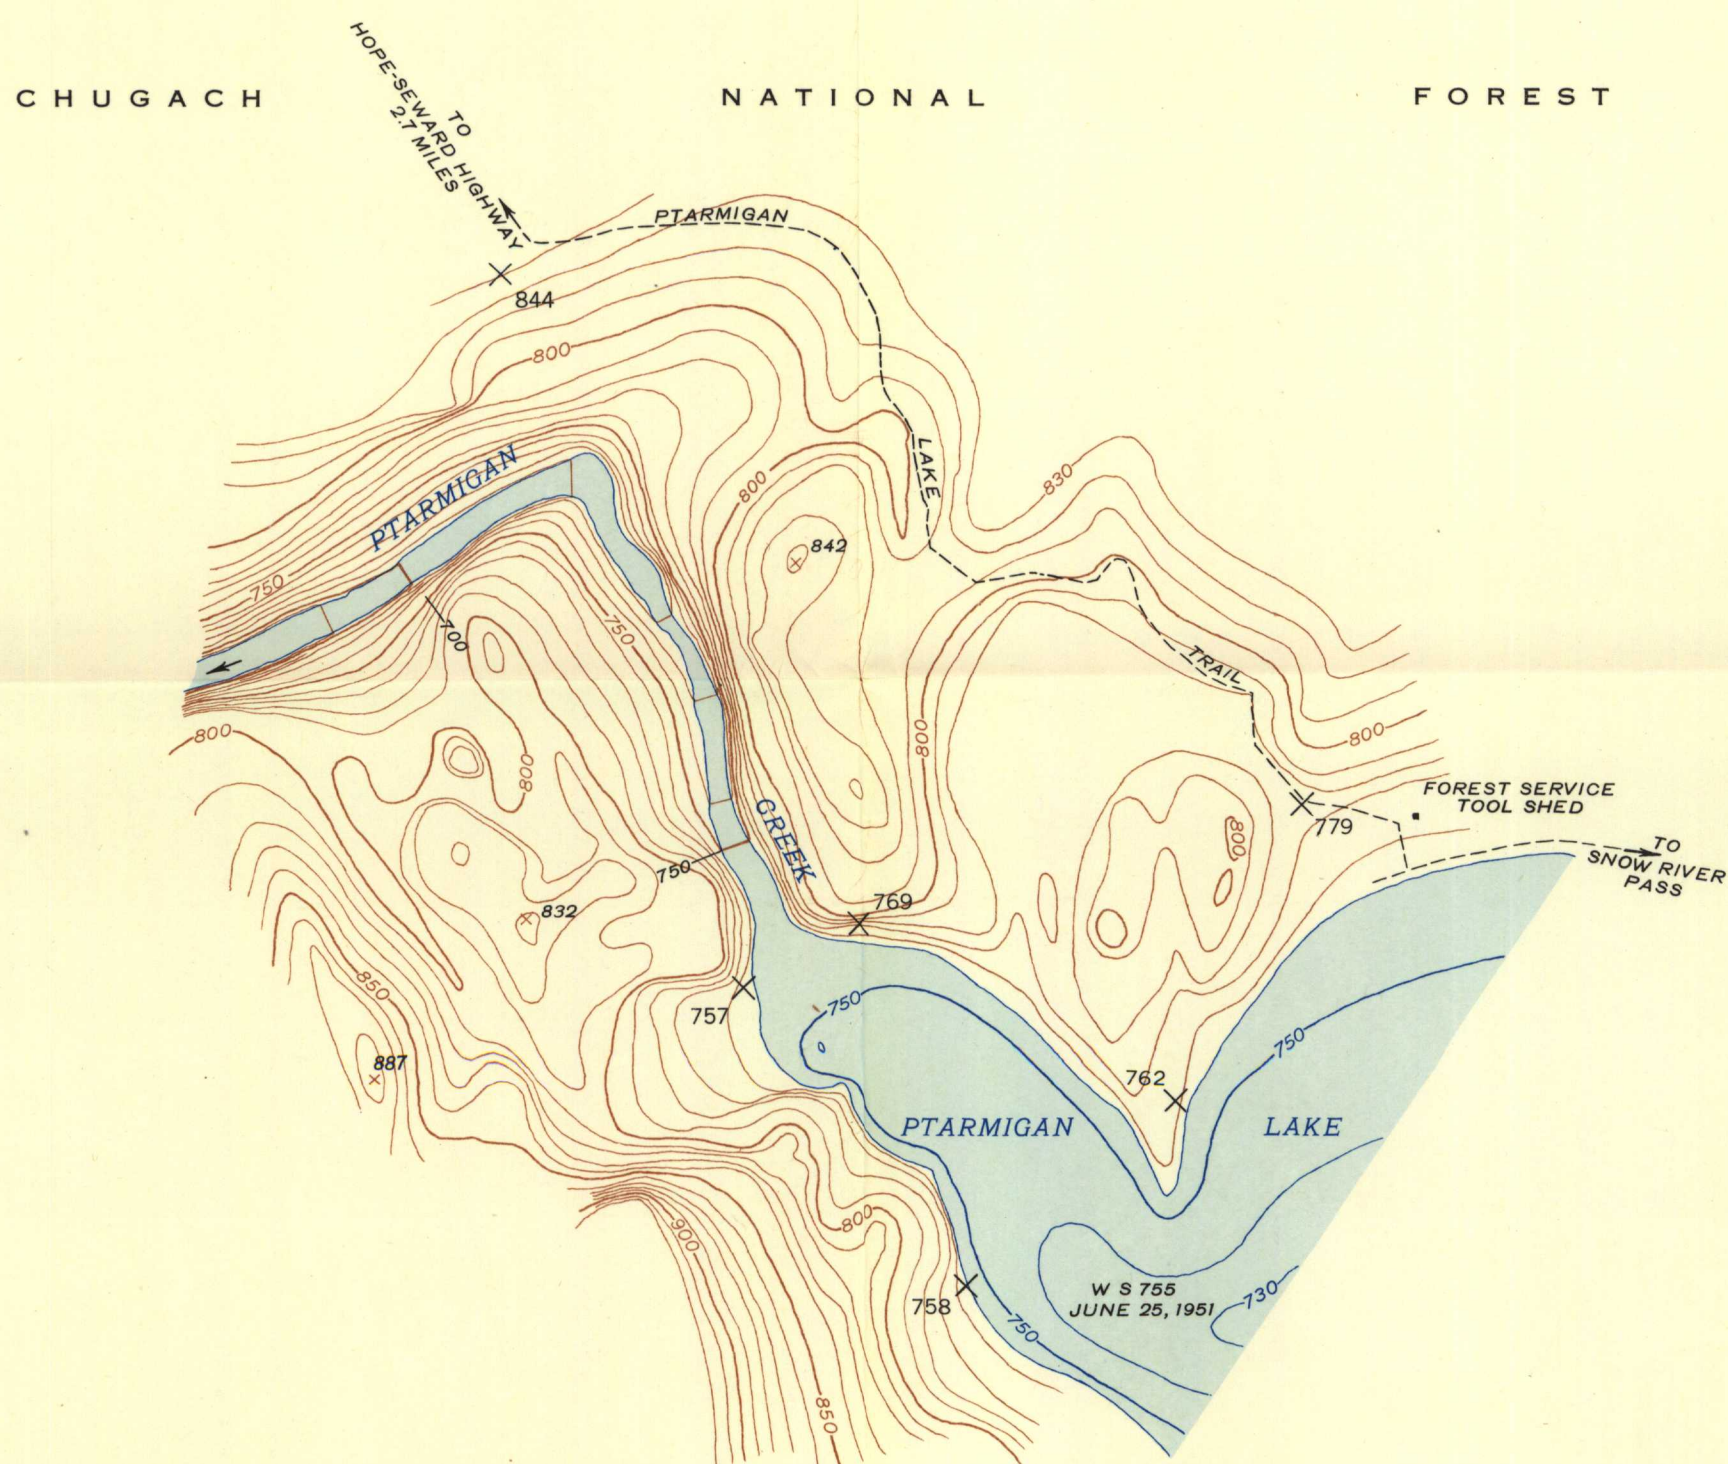 CHUGACH NATIONAL FOREST
TO
HOPE-SEWARD HIGHWAY
2.7 MILES
PTARMIGAN
844
800
LAKE
830
800
842
PTARMIGAN
750
700
750
TRAIL
800
800
800
800
FOREST SERVICE
TOOL SHED
779
800
TO
SNOW RIVER
PASS
CREEK
750
769
832
850
757
750
750
887
762
PTARMIGAN LAKE
800
900
W S 755
JUNE 25, 1951
730
758
750
850